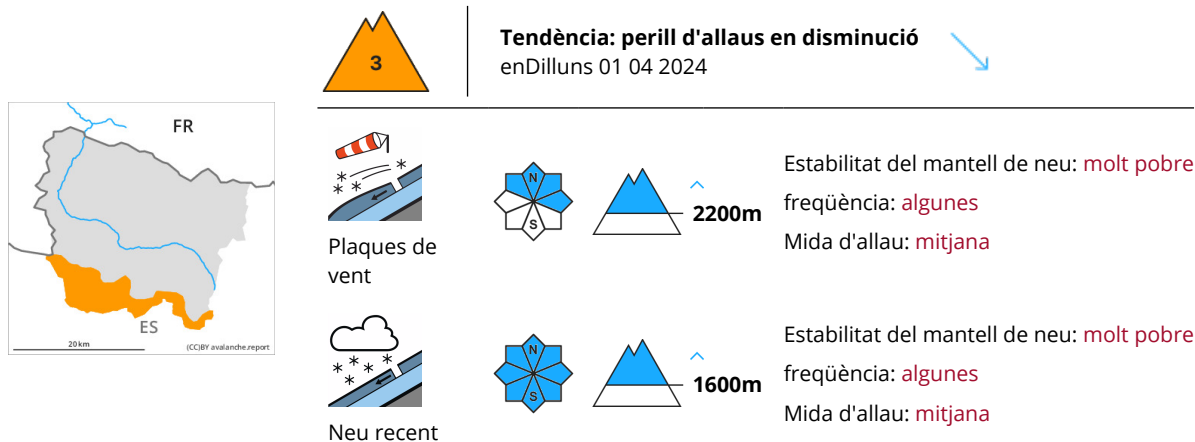 3
Tendència: perill d'allaus en disminució
enDilluns 01 04 2024
FR
ES
20 km
(CC)BY avalanche.report
Plaques de
vent
N
S
2200m
Estabilitat del mantell de neu: molt pobre
freqüència: algunes
Mida d'allau: mitjana
Neu recent
N
S
1600m
Estabilitat del mantell de neu: molt pobre
freqüència: algunes
Mida d'allau: mitjana